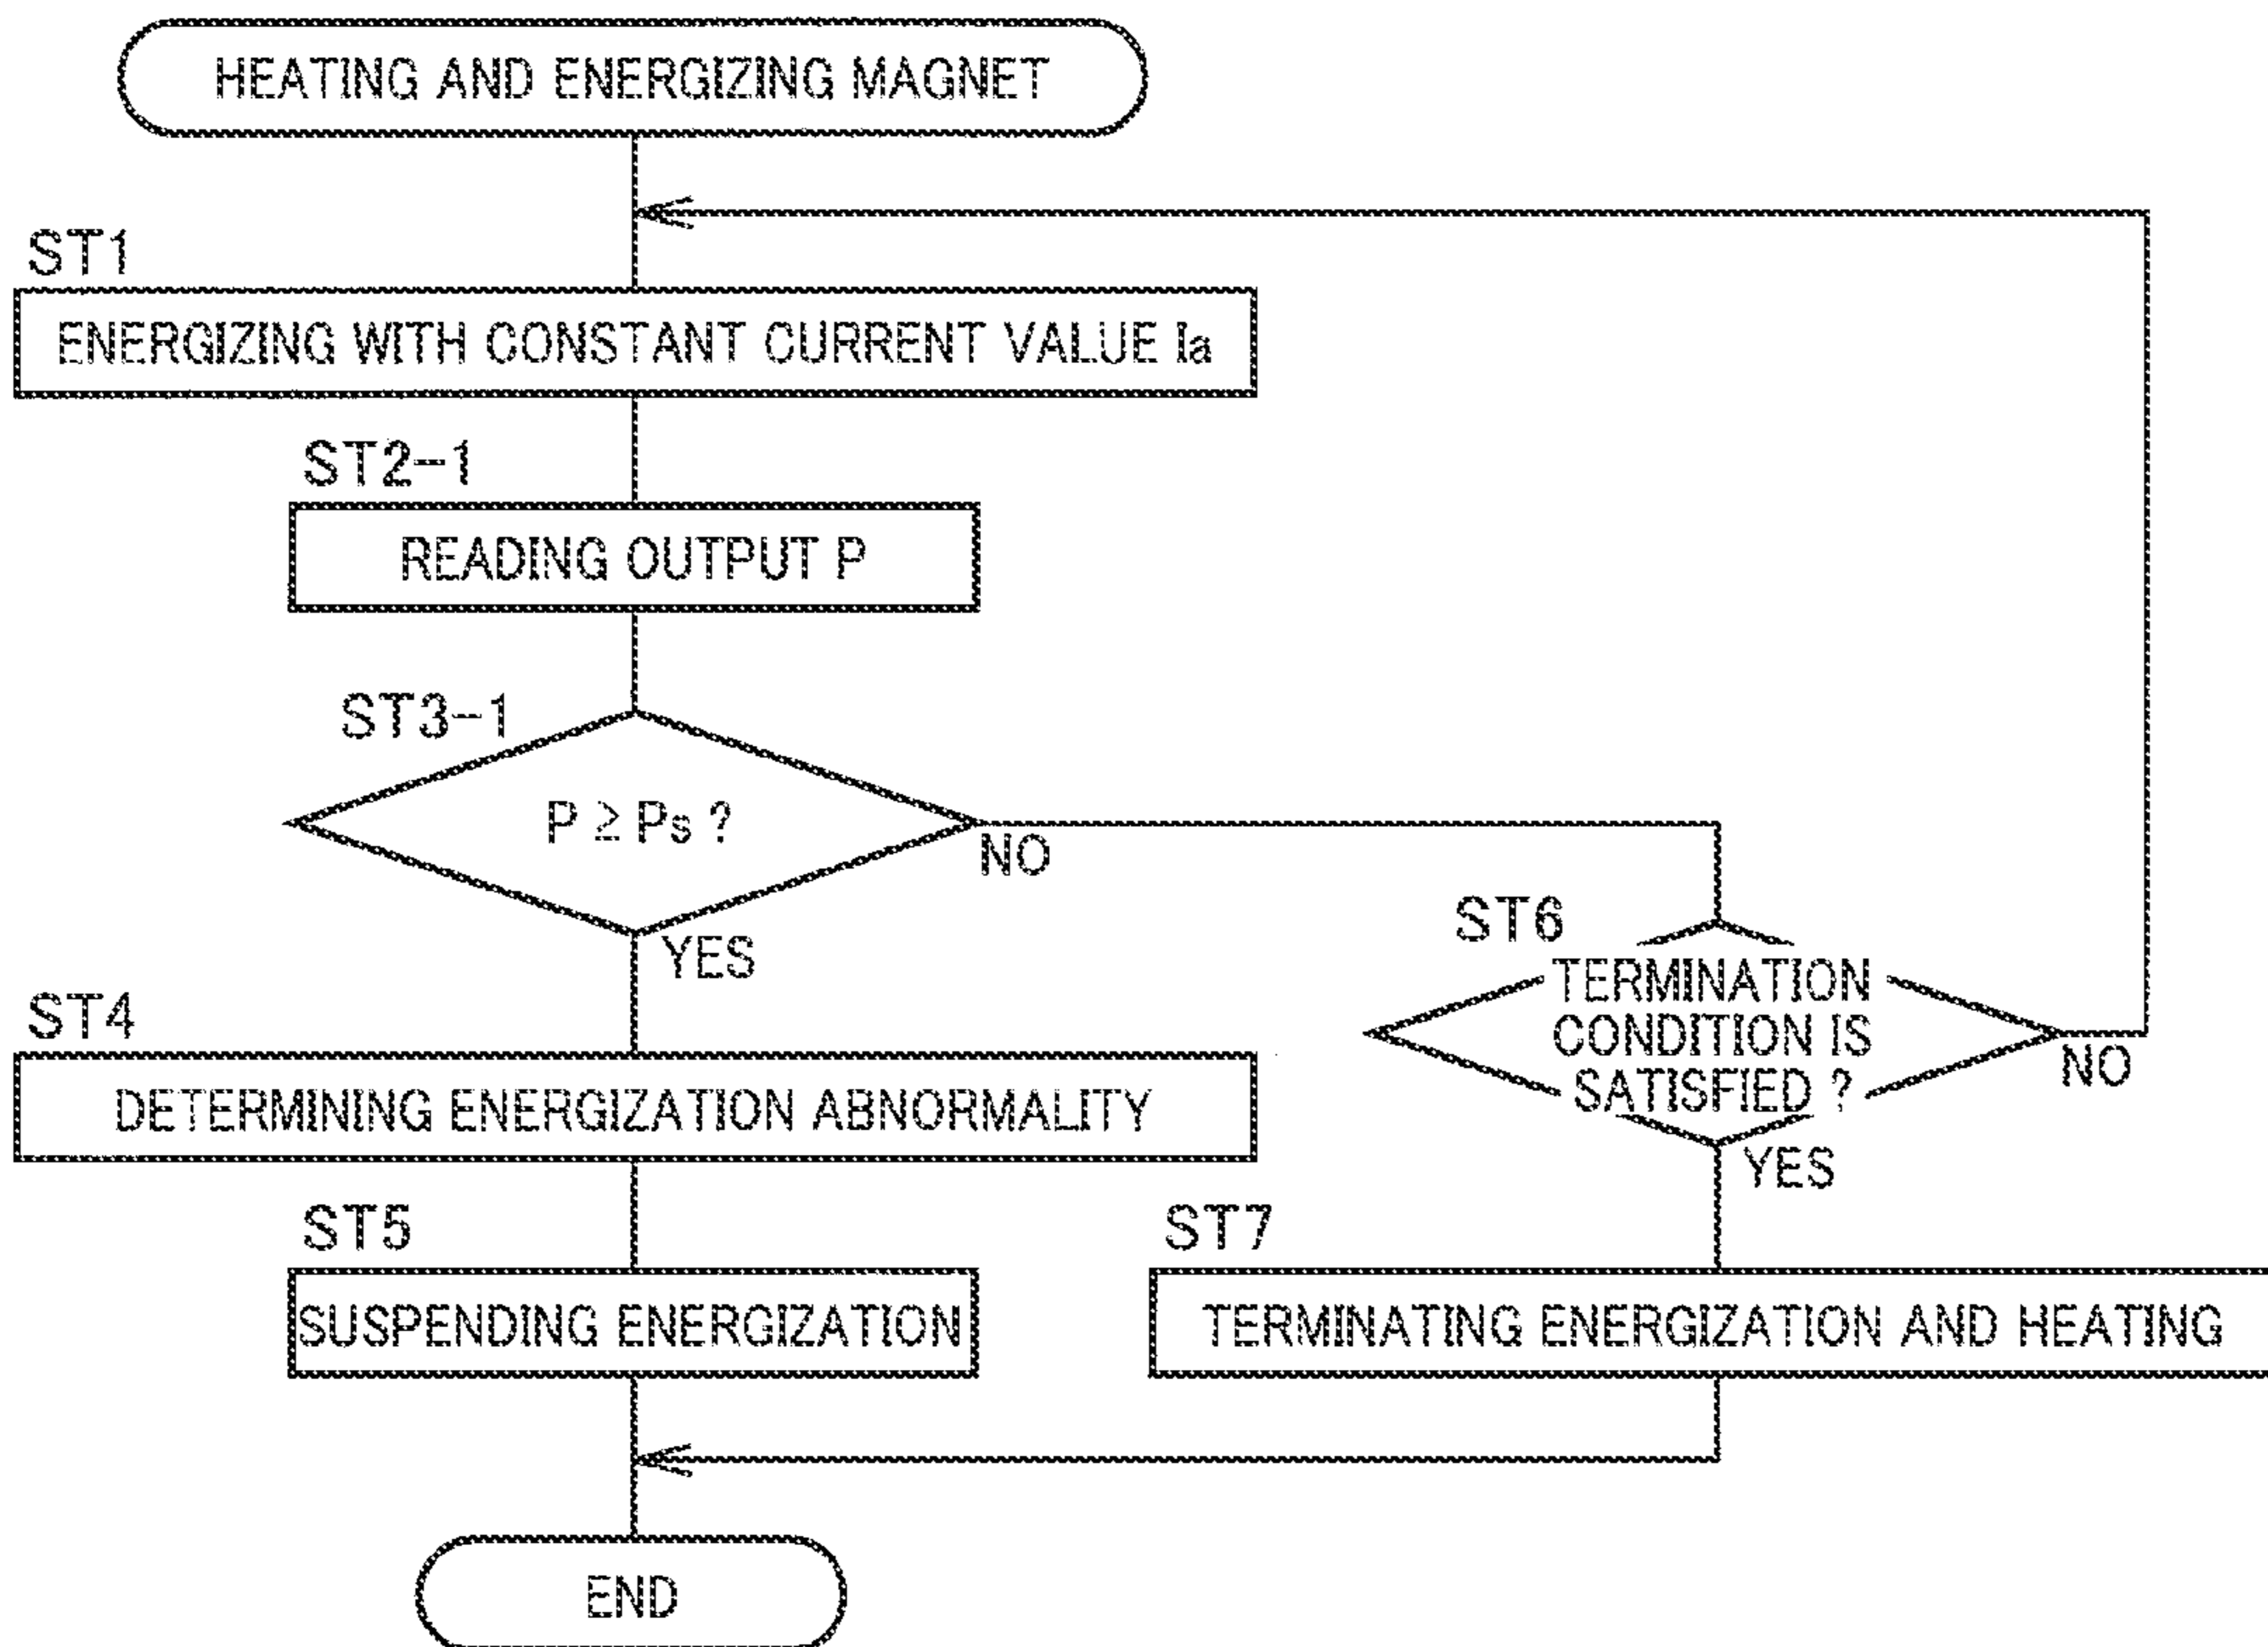 HEATING AND ENERGIZING MAGNET
ST1
ENERGIZING WITH CONSTANT CURRENT VALUE Ia
ST2-1
READING OUTPUT P
ST3-1
P ≥ Ps ?
NO
YES
ST6
TERMINATION
CONDITION IS
SATISFIED ?
NO
YES
ST4
DETERMINING ENERGIZATION ABNORMALITY
ST5
SUSPENDING ENERGIZATION
ST7
TERMINATING ENERGIZATION AND HEATING
END